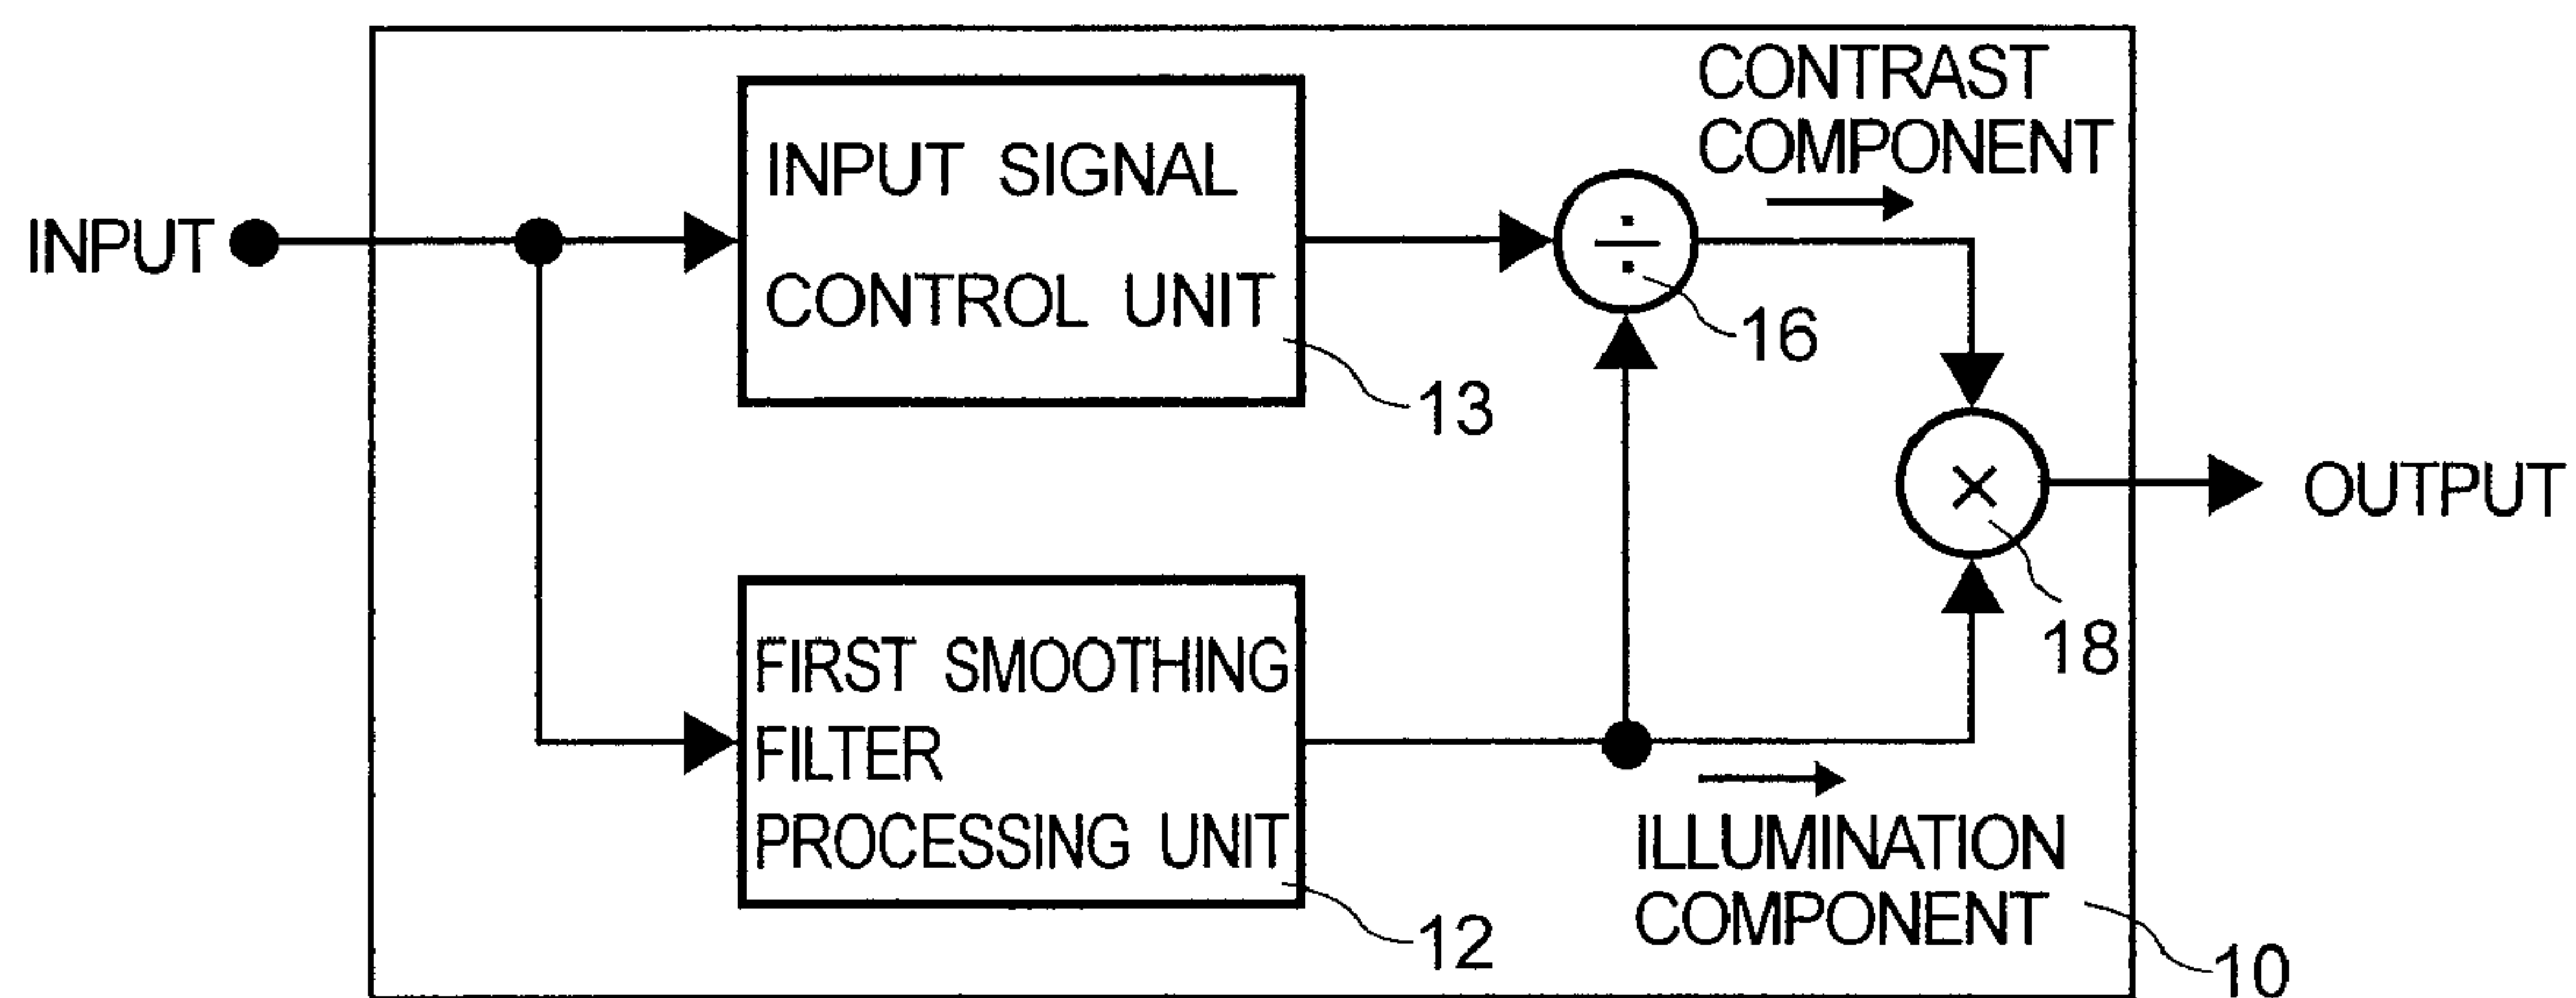 CONTRAST
COMPONENT
INPUT SIGNAL
CONTROL UNIT
INPUT
÷
16
13
×
OUTPUT
18
FIRST SMOOTHING
FILTER
PROCESSING UNIT
ILLUMINATION
COMPONENT
12
10